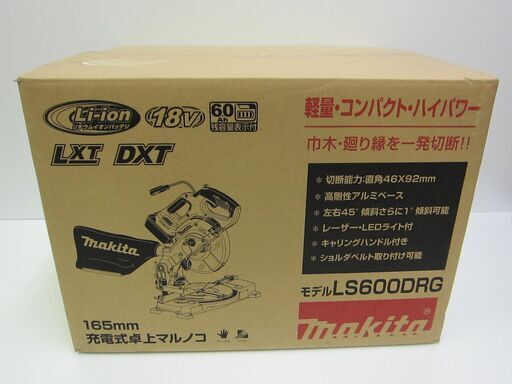 Li-ion
リチウムイオンバッテリ
18V
6.0
Ah
残容量表示付
LXT DXT
makita
165mm
充電式卓上マルノコ
軽量・コンパクト・ハイパワー
巾木・廻り縁を一発切断!!
＊切断能力:直角46X92mm
＊高剛性アルミベース
＊左右45°傾斜さらに1°傾斜可能
＊レーザー・LEDライト付
＊キャリングハンドル付き
＊ショルダベルト取り付け可能
モデルLS600DRG
makita